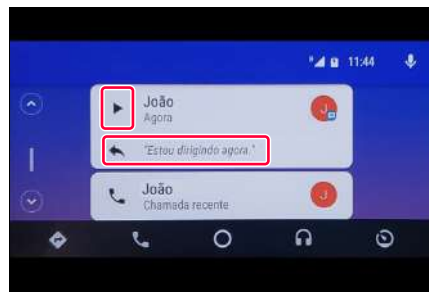 11:44
João
Agora
J
"Estou dirigindo agora."
João
Chamada recente
J